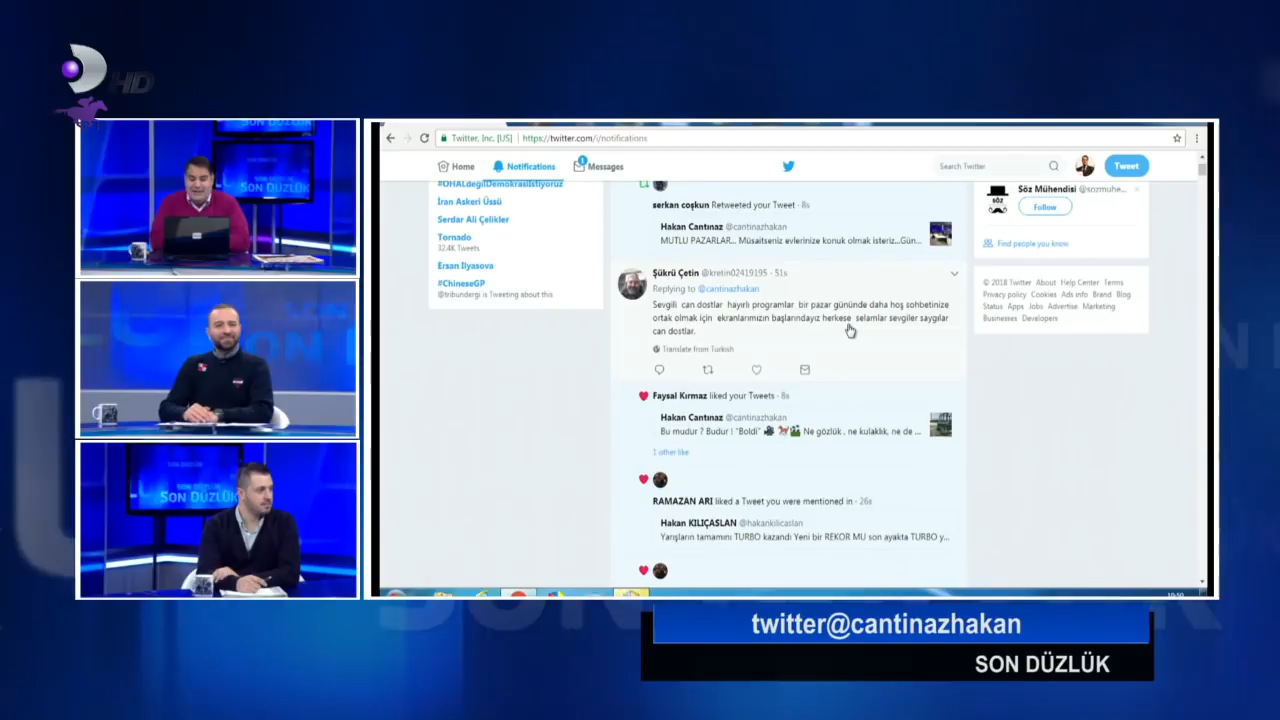 HD
SON DÜZLÜK
SON DÜZLÜK
Twitter, Inc. [US]
https://twitter.com/i/notifications
Home
Notifications
1
Messages
Search Twitter
Tweet
#OHALdeğilDemokrasiIstiyoruz
İran Askeri Üssü
Serdar Ali Çelikler
Tornado
32.4K Tweets
Ersan Ilyasova
#ChineseGP
@tribundergi is Tweeting about this
serkan coşkun Retweeted your Tweet · 8s
Hakan Cantınaz @cantinazhakan
MUTLU PAZARLAR... Müsaitseniz evlerinize konuk olmak isteriz...Gün...
Şükrü Çetin @kretin02419195 · 51s
Replying to @cantinazhakan
Sevgili can dostlar hayırlı programlar bir pazar gününde daha hoş sohbetinize
ortak olmak için ekranlarımızın başlarındayız herkese selamlar sevgiler saygılar
can dostlar.
Translate from Turkish
Faysal Kırmaz liked your Tweets · 8s
Hakan Cantınaz @cantinazhakan
Bu mudur ? Budur ! "Boldi" Ne gözlük , ne kulaklık, ne de ...
1 other like
RAMAZAN ARI liked a Tweet you were mentioned in · 26s
Hakan KILIÇASLAN @hakankilicaslan
Yarışların tamamını TURBO kazandı Yeni bir REKOR MU son ayakta TURBO y...
SÖZ
Söz Mühendisi @sozmuhe...
Follow
Find people you know
© 2018 Twitter About Help Center Terms
Privacy policy Cookies Ads info Brand Blog
Status Apps Jobs Advertise Marketing
Businesses Developers
10:50
twitter@cantinazhakan
SON DÜZLÜK